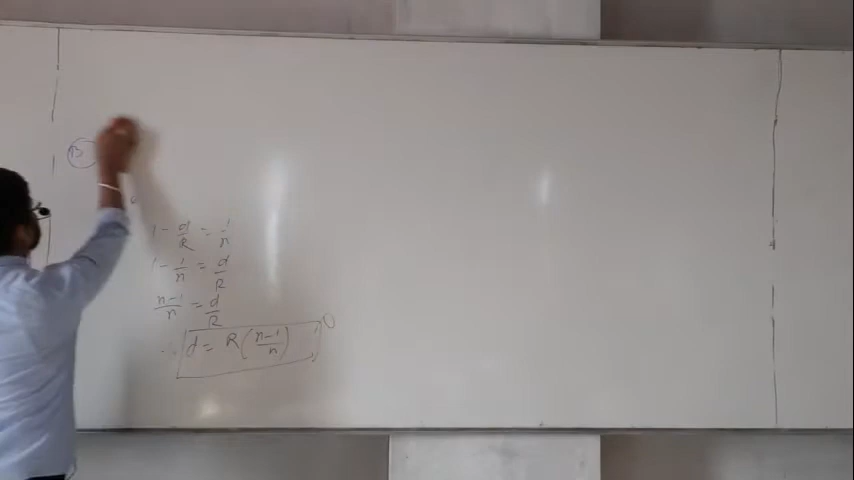 B
1 - d/R = 1/n
1 - 1/n = d/R
n-1/n = d/R
∴ d = R(n-1/n)